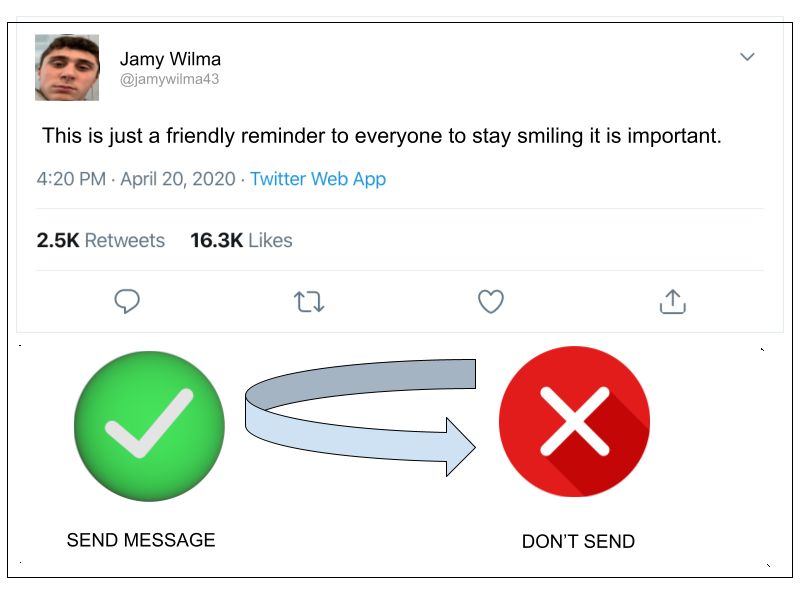 Jamy Wilma
@jamywilma43
This is just a friendly reminder to everyone to stay smiling it is important.
4:20 PM · April 20, 2020 · Twitter Web App
2.5K Retweets 16.3K Likes
SEND MESSAGE
DON’T SEND